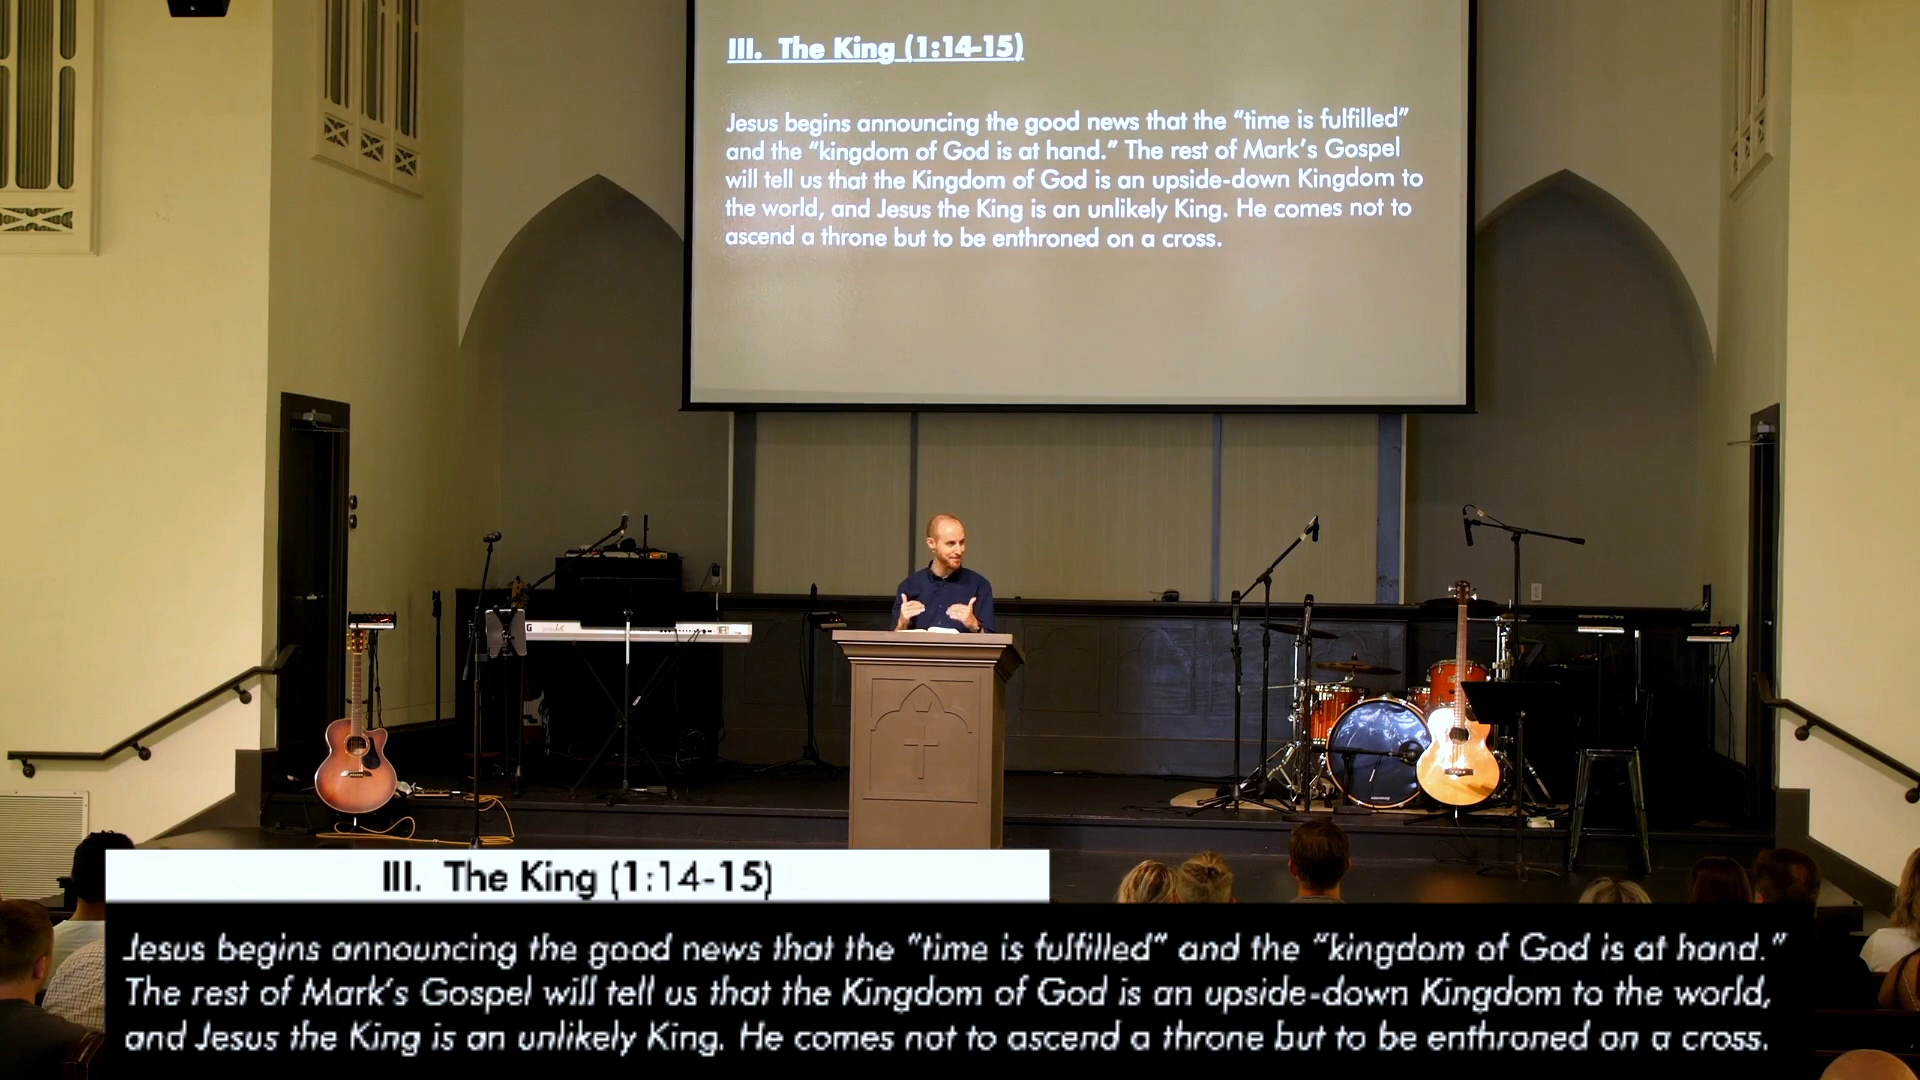 III. The King (1:14-15)
Jesus begins announcing the good news that the “time is fulfilled”
and the “kingdom of God is at hand.” The rest of Mark’s Gospel
will tell us that the Kingdom of God is an upside-down Kingdom to
the world, and Jesus the King is an unlikely King. He comes not to
ascend a throne but to be enthroned on a cross.
III. The King (1:14-15)
Jesus begins announcing the good news that the “time is fulfilled” and the “kingdom of God is at hand.”
The rest of Mark’s Gospel will tell us that the Kingdom of God is an upside-down Kingdom to the world,
and Jesus the King is an unlikely King. He comes not to ascend a throne but to be enthroned on a cross.